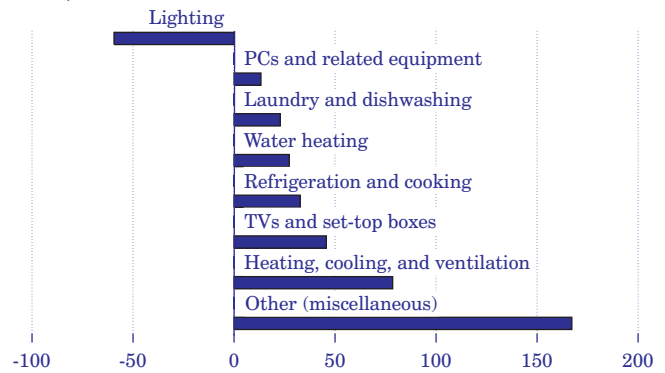 Lighting
PCs and related equipment
Laundry and dishwashing
Water heating
Refrigeration and cooking
TVs and set-top boxes
Heating, cooling, and ventilation
Other (miscellaneous)
-100 -50 0 50 100 150 200